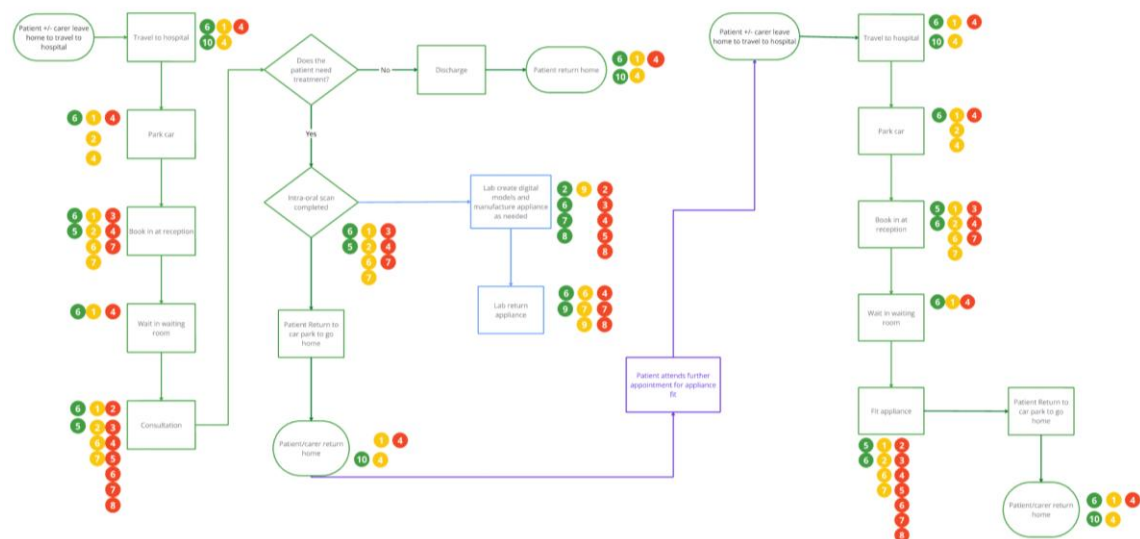 Patient +/- carer leave
home to travel to
hospital
Travel to hospital
6 1 4
10 4
Park car
6 1 4
2
4
Book in at reception
6 1 3
5 2 4
6 7
7
Wait in waiting
room
6 1 4
Consultation
6 1 2
5 2 3
6 4
7 5
6
7
8
Does the
patient need
treatment?
No
Discharge
Patient return home
6 1 4
10 4
Yes
Intra-oral scan
completed
6 1 3
5 2 4
6 7
7
Lab create digital
models and
manufacture appliance
as needed
2 9 2
6 3
7 4
8 5
8
Lab return
appliance
6 6 4
9 7 7
9 8
Patient Return to
car park to go
home
Patient/carer return
home
1 4
10 4
Patient attends further
appointment for appliance
fit
Patient +/- carer leave
home to travel to hospital
Travel to hospital
6 1 4
10 4
Park car
6 1 4
2
4
Book in at
reception
5 1 3
6 2 4
6 7
7
Wait in waiting
room
6 1 4
Fit appliance
5 1 2
6 2 3
6 4
7 5
6
7
8
Patient Return to
car park to go
home
Patient/carer return
home
6 1 4
10 4